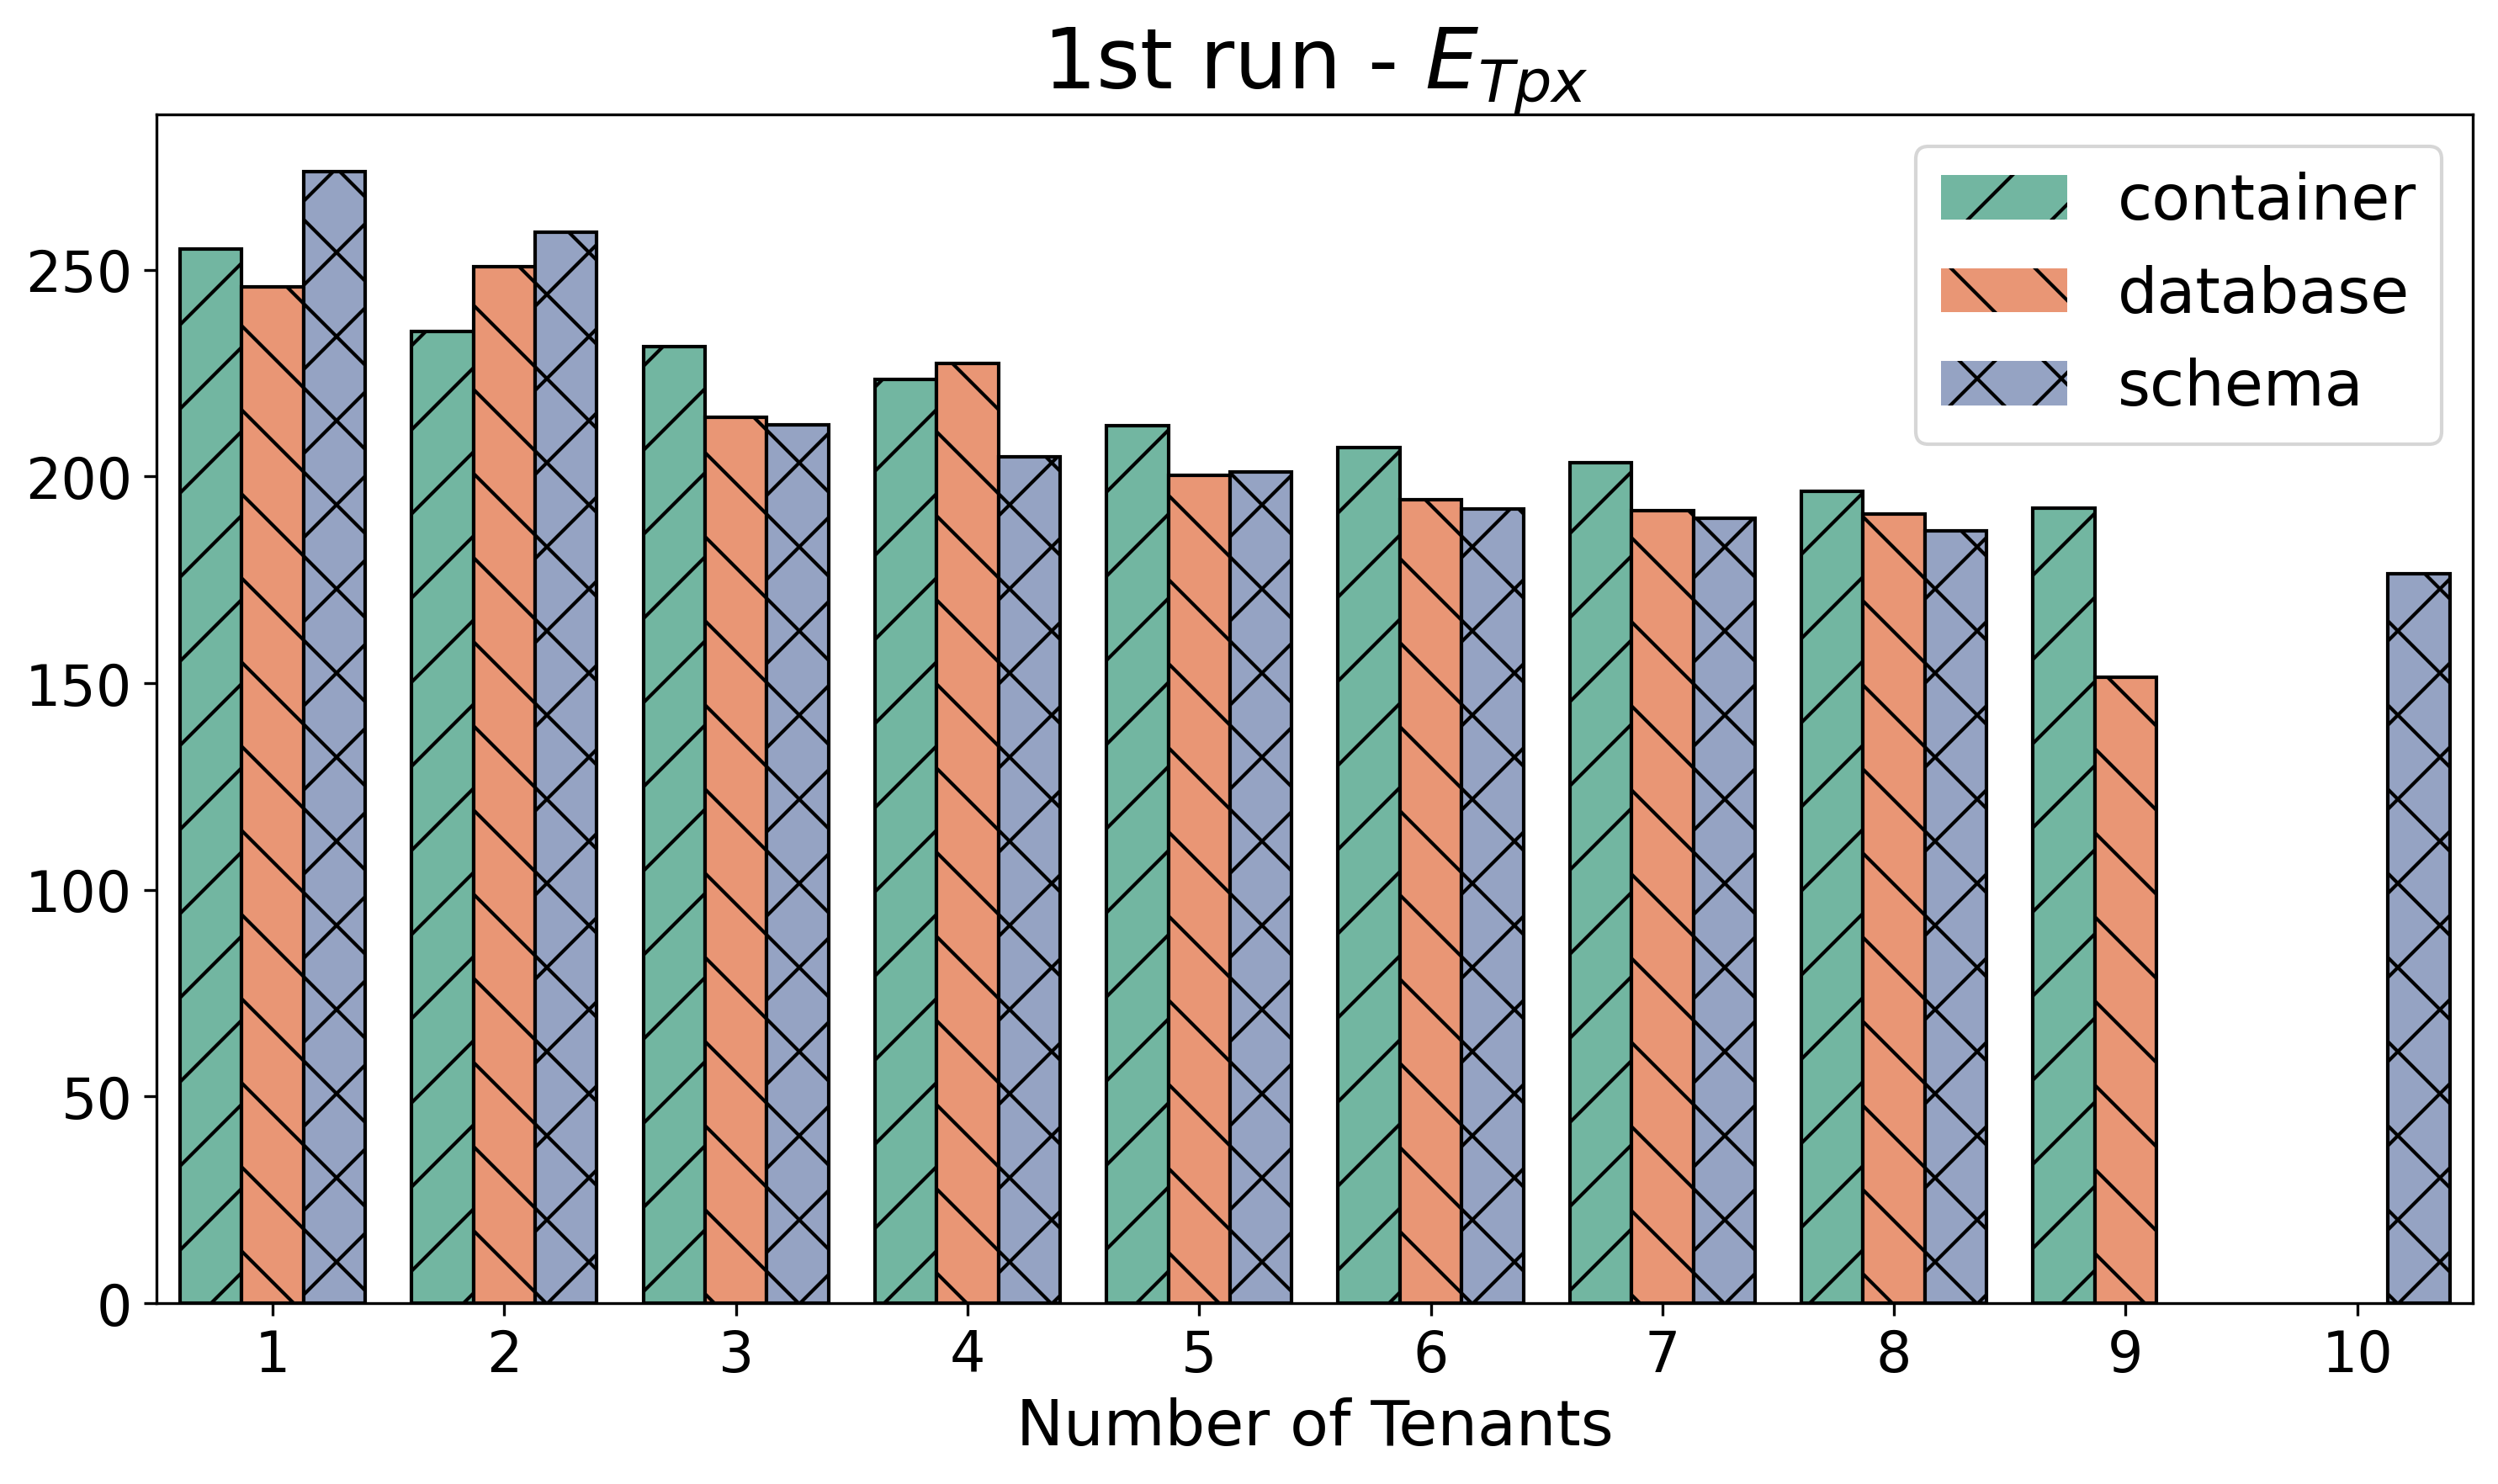 1st run - E_Tpx
container
database
schema
250
200
150
100
50
0
1 2 3 4 5 6 7 8 9 10
Number of Tenants